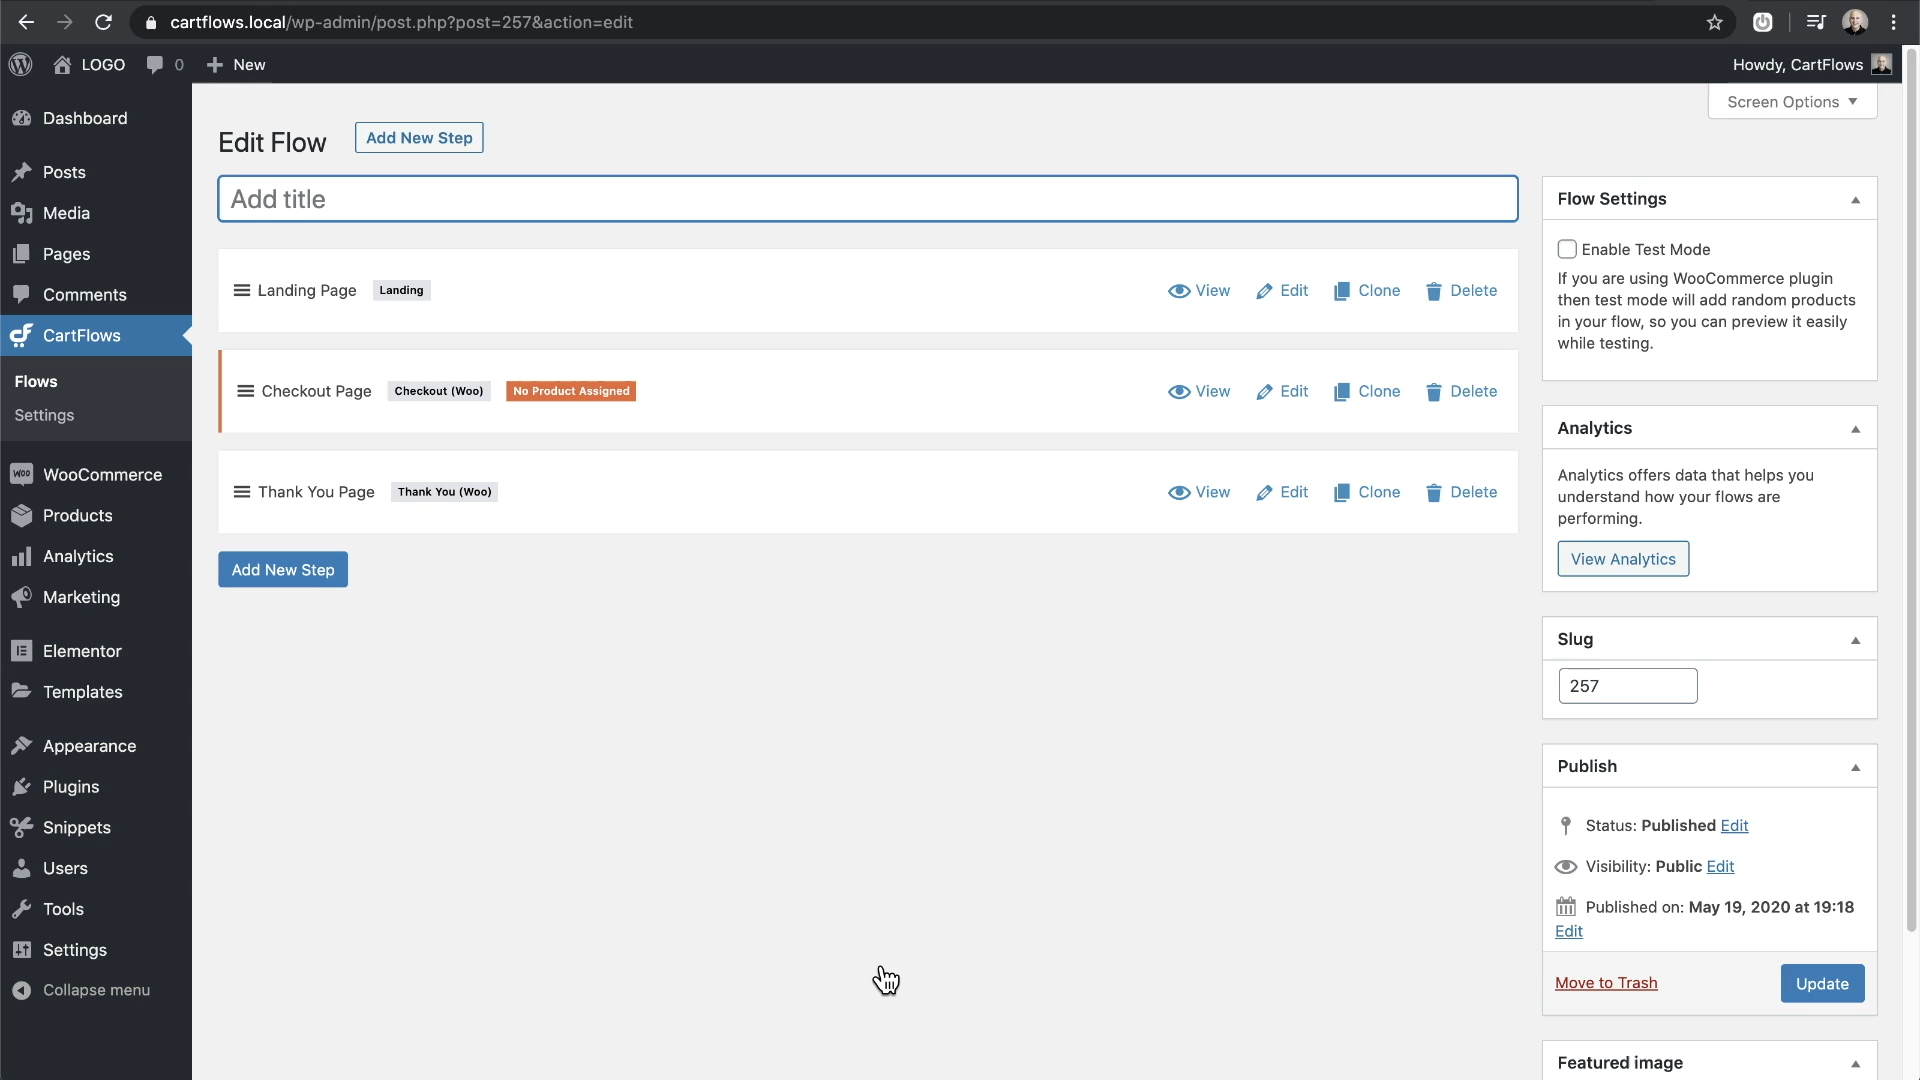 cartflows.local/wp-admin/post.php?post=257&action=edit
LOGO
0
New
Howdy, CartFlows
Screen Options
Dashboard
Posts
Media
Pages
Comments
CartFlows
Flows
Settings
WooCommerce
Products
Analytics
Marketing
Elementor
Templates
Appearance
Plugins
Snippets
Users
Tools
Settings
Collapse menu
Edit Flow
Add New Step
Add title
Landing Page
Landing
View
Edit
Clone
Delete
Checkout Page
Checkout (Woo)
No Product Assigned
View
Edit
Clone
Delete
Thank You Page
Thank You (Woo)
View
Edit
Clone
Delete
Add New Step
Flow Settings
Enable Test Mode
If you are using WooCommerce plugin
then test mode will add random products
in your flow, so you can preview it easily
while testing.
Analytics
Analytics offers data that helps you
understand how your flows are
performing.
View Analytics
Slug
257
Publish
Status: Published Edit
Visibility: Public Edit
Published on: May 19, 2020 at 19:18
Edit
Move to Trash
Update
Featured image